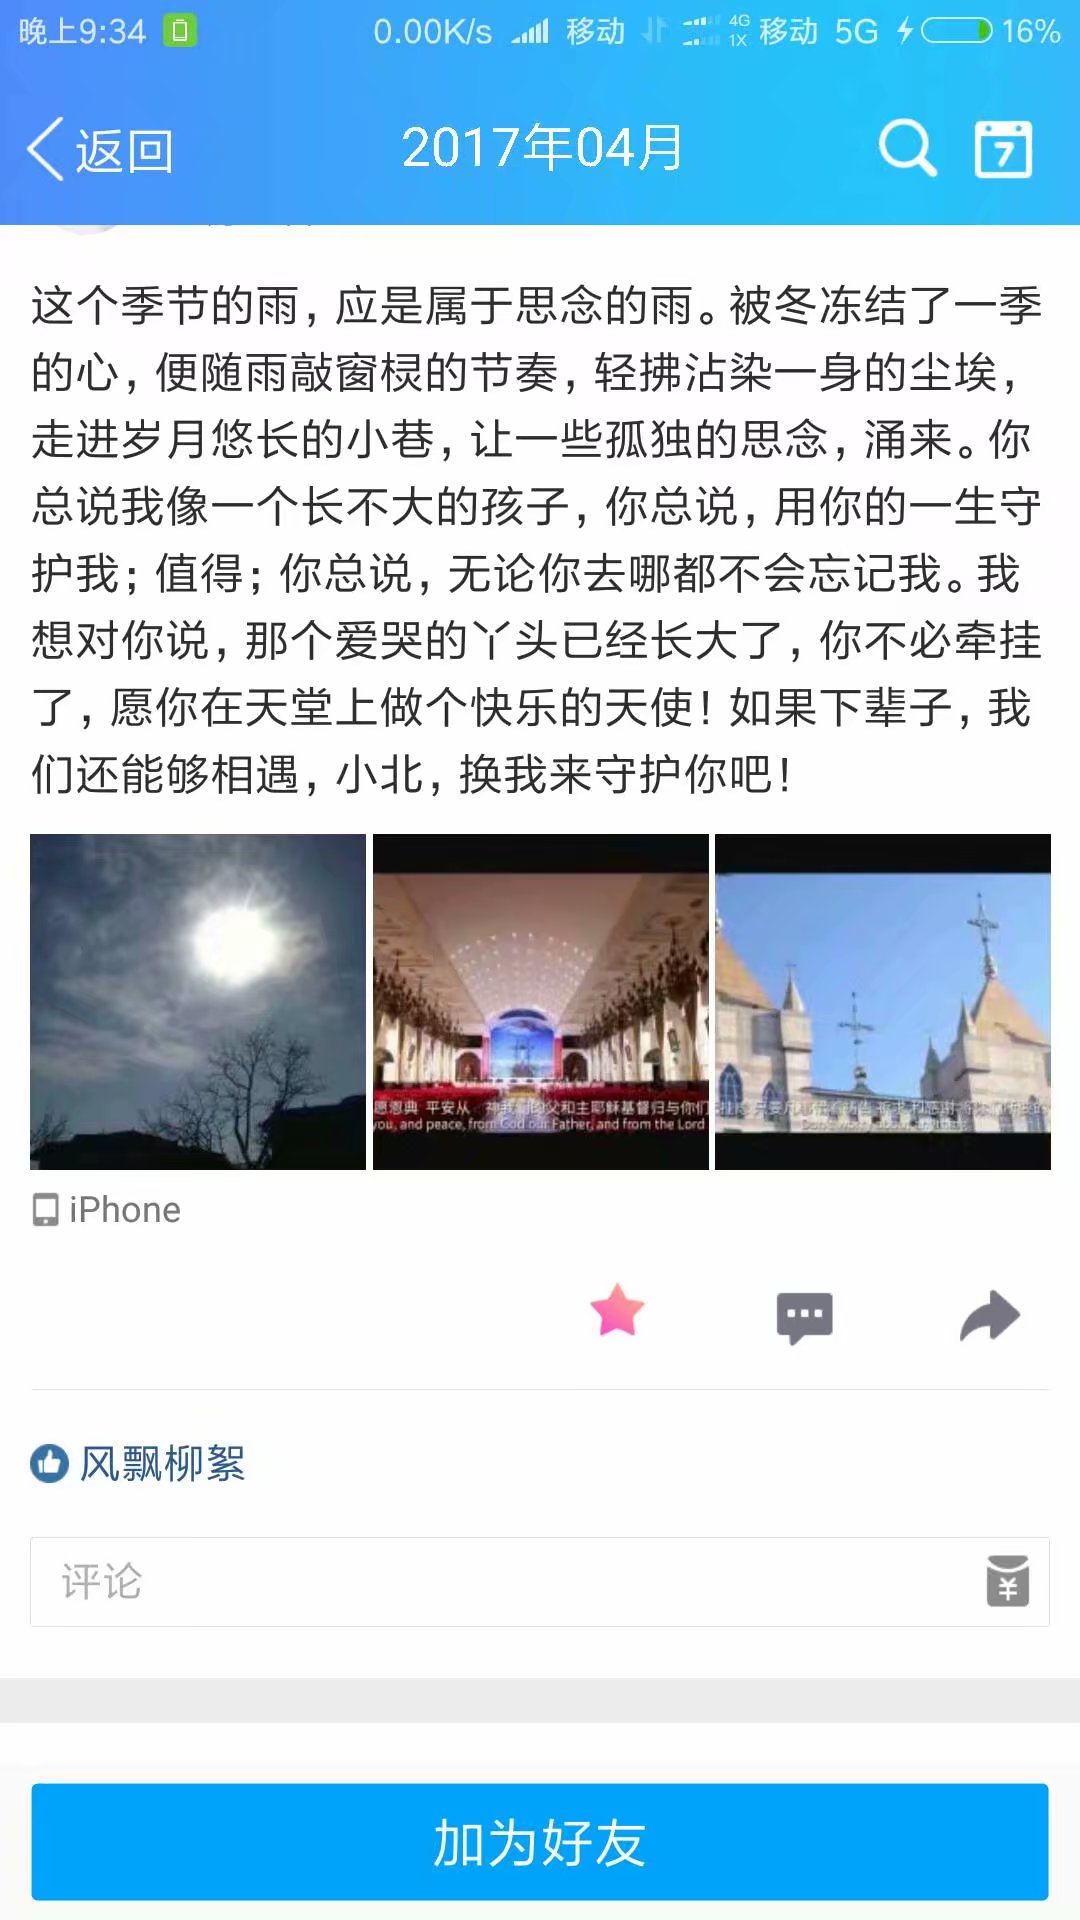 晚上9:34 0.00K/s 移动 4G 1X 移动 5G 16%
返回 2017年04月 7
这个季节的雨，应是属于思念的雨。被冬冻结了一季
的心，便随雨敲窗棂的节奏，轻拂沾染一身的尘埃，
走进岁月悠长的小巷，让一些孤独的思念，涌来。你
总说我像一个长不大的孩子，你总说，用你的一生守
护我；值得；你总说，无论你去哪都不会忘记我。我
想对你说，那个爱哭的丫头已经长大了，你不必牵挂
了，愿你在天堂上做个快乐的天使！如果下辈子，我
们还能够相遇，小北，换我来守护你吧！
愿恩典 平安从 父和主耶稣基督归与你们
you, and peace, from God our Father, and from the Lord
iPhone
风飘柳絮
评论 ¥
加为好友